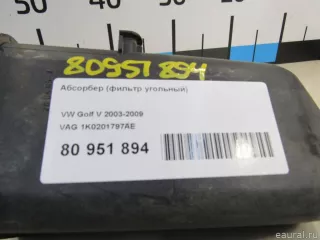 80951894
Абсорбер (фильтр угольный)
VW Golf V 2003-2009
VAG 1K0201797AE
80 951 894
eaural.ru